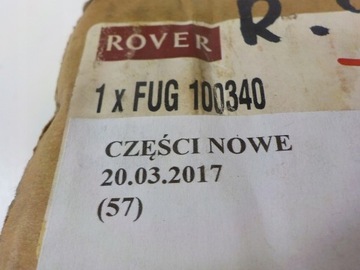 ROVER
R.
1 x FUG 100340
CZĘŚCI NOWE
20.03.2017
(57)